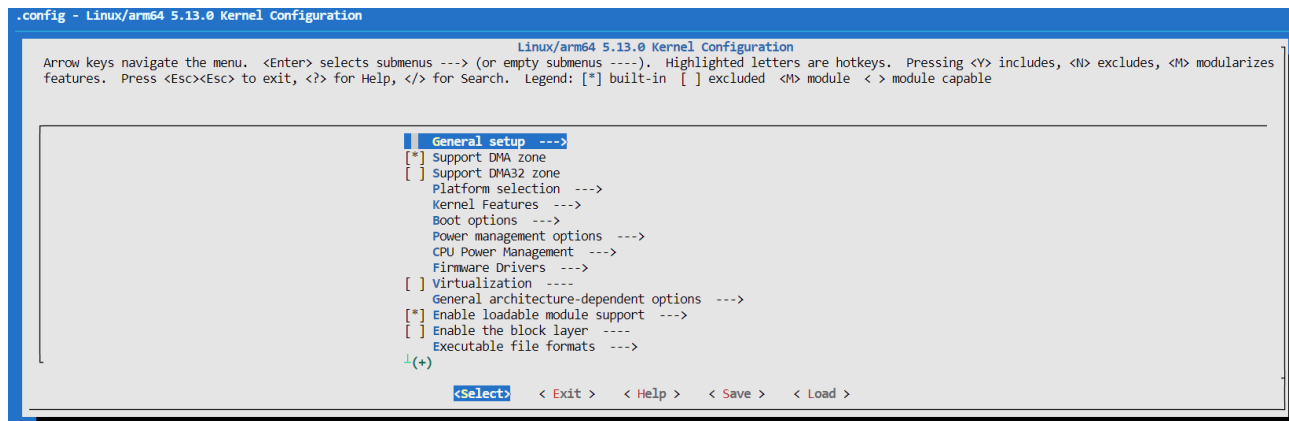 .config - Linux/arm64 5.13.0 Kernel Configuration
Linux/arm64 5.13.0 Kernel Configuration
Arrow keys navigate the menu.  <Enter> selects submenus ---> (or empty submenus ----).  Highlighted letters are hotkeys.  Pressing <Y> includes, <N> excludes, <M> modularizes
features.  Press <Esc><Esc> to exit, <?> for Help, </> for Search.  Legend: [*] built-in  [ ] excluded  <M> module  < > module capable
General setup  --->
[*] Support DMA zone
[ ] Support DMA32 zone
Platform selection  --->
Kernel Features  --->
Boot options  --->
Power management options  --->
CPU Power Management  --->
Firmware Drivers  --->
[ ] Virtualization  ----
General architecture-dependent options  --->
[*] Enable loadable module support  --->
[ ] Enable the block layer  ----
Executable file formats  --->
┴(+)
<Select>    < Exit >    < Help >    < Save >    < Load >